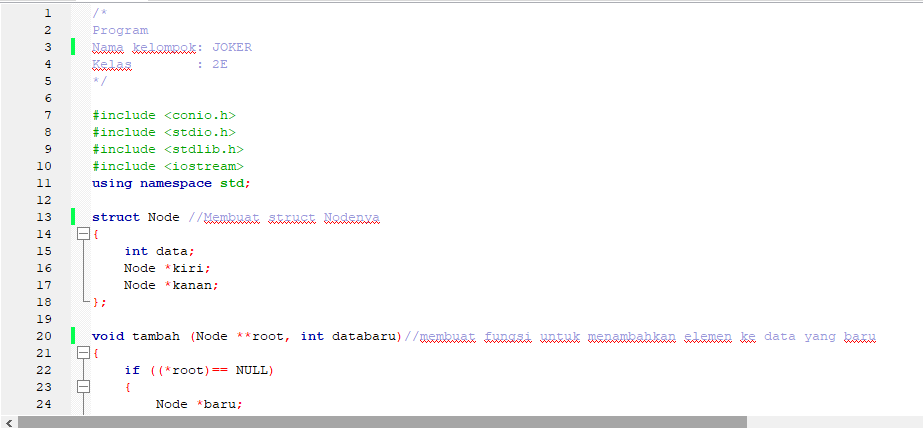 1 /*
2 Program
3 Nama kelompok: JOKER
4 Kelas        : 2E
5 */
6
7 #include <conio.h>
8 #include <stdio.h>
9 #include <stdlib.h>
10 #include <iostream>
11 using namespace std;
12
13 struct Node //Membuat struct Nodenya
14 {
15     int data;
16     Node *kiri;
17     Node *kanan;
18 };
19
20 void tambah (Node **root, int databaru)//membuat fungsi untuk menambahkan elemen ke data yang baru
21 {
22     if ((*root)== NULL)
23     {
24         Node *baru;